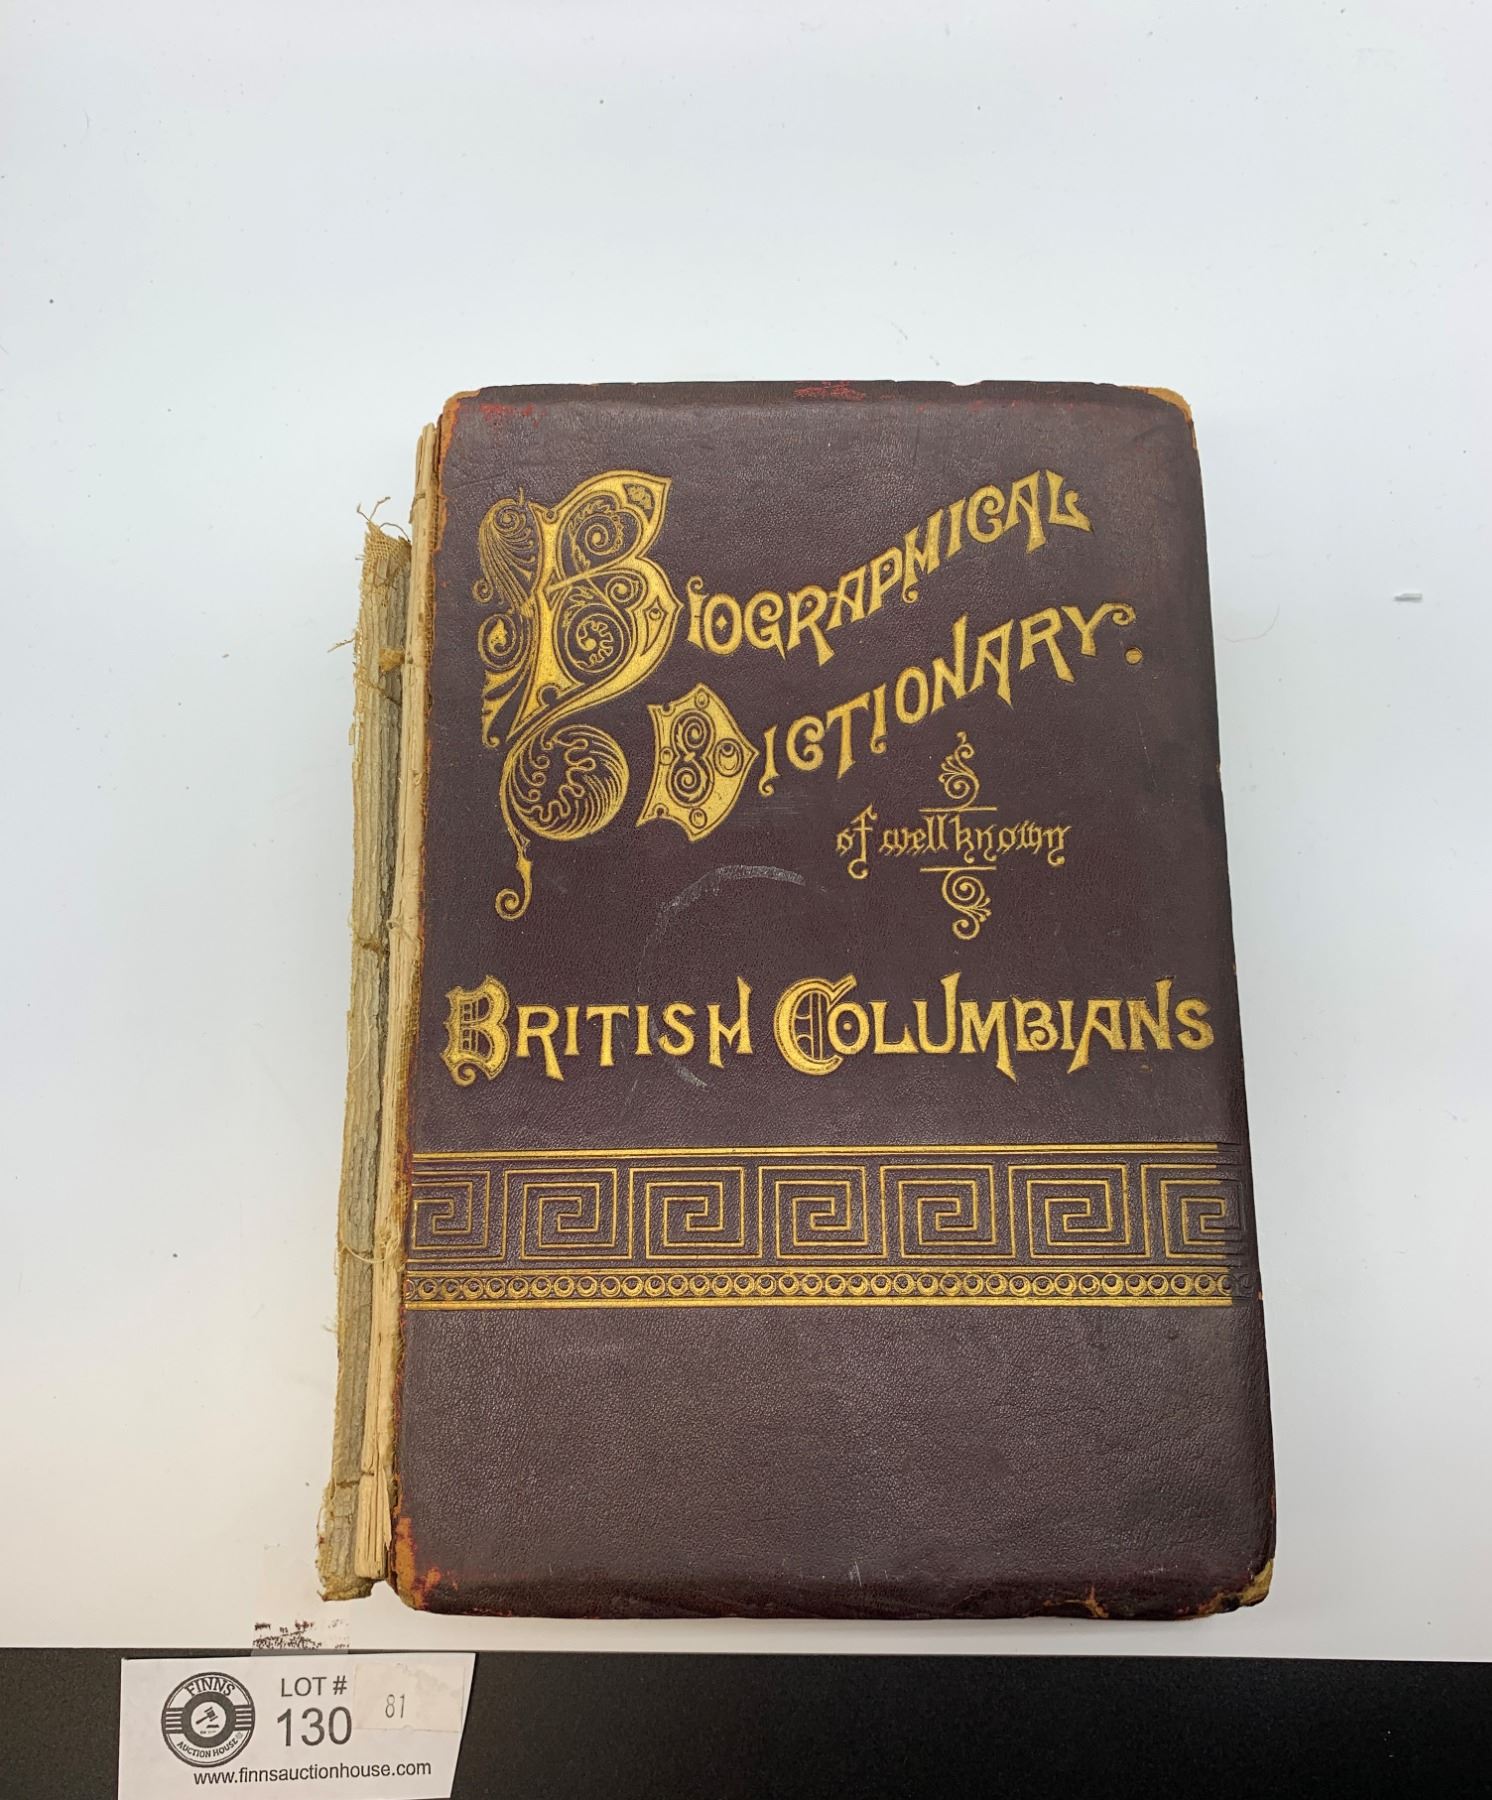 BIOGRAPHICAL
DICTIONARY.
of well known
BRITISH COLUMBIANS
FINNS
AUCTION HOUSE
LOT #
130
81
www.finnsauctionhouse.com